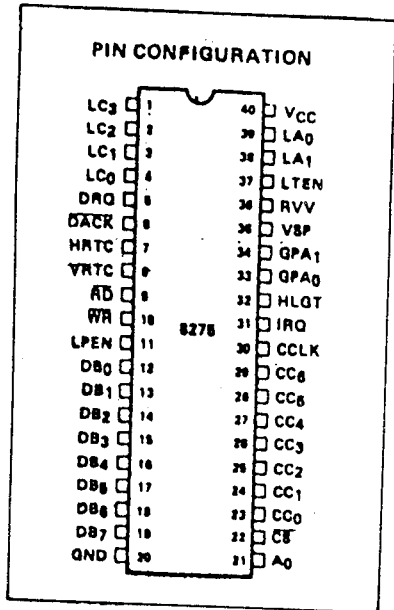 PIN CONFIGURATION
LC3 1 40 VCC
LC2 2 39 LA0
LC1 3 38 LA1
LC0 4 37 LTEN
DRQ 5 36 RVV
DACK 6 35 VSP
HRTC 7 34 GPA1
VRTC 8 33 GPA0
RD 9 32 HLGT
WR 10 8275 31 IRQ
LPEN 11 30 CCLK
DB0 12 29 CC6
DB1 13 28 CC5
DB2 14 27 CC4
DB3 15 26 CC3
DB4 16 25 CC2
DB5 17 24 CC1
DB6 18 23 CC0
DB7 19 22 CS
GND 20 21 A0